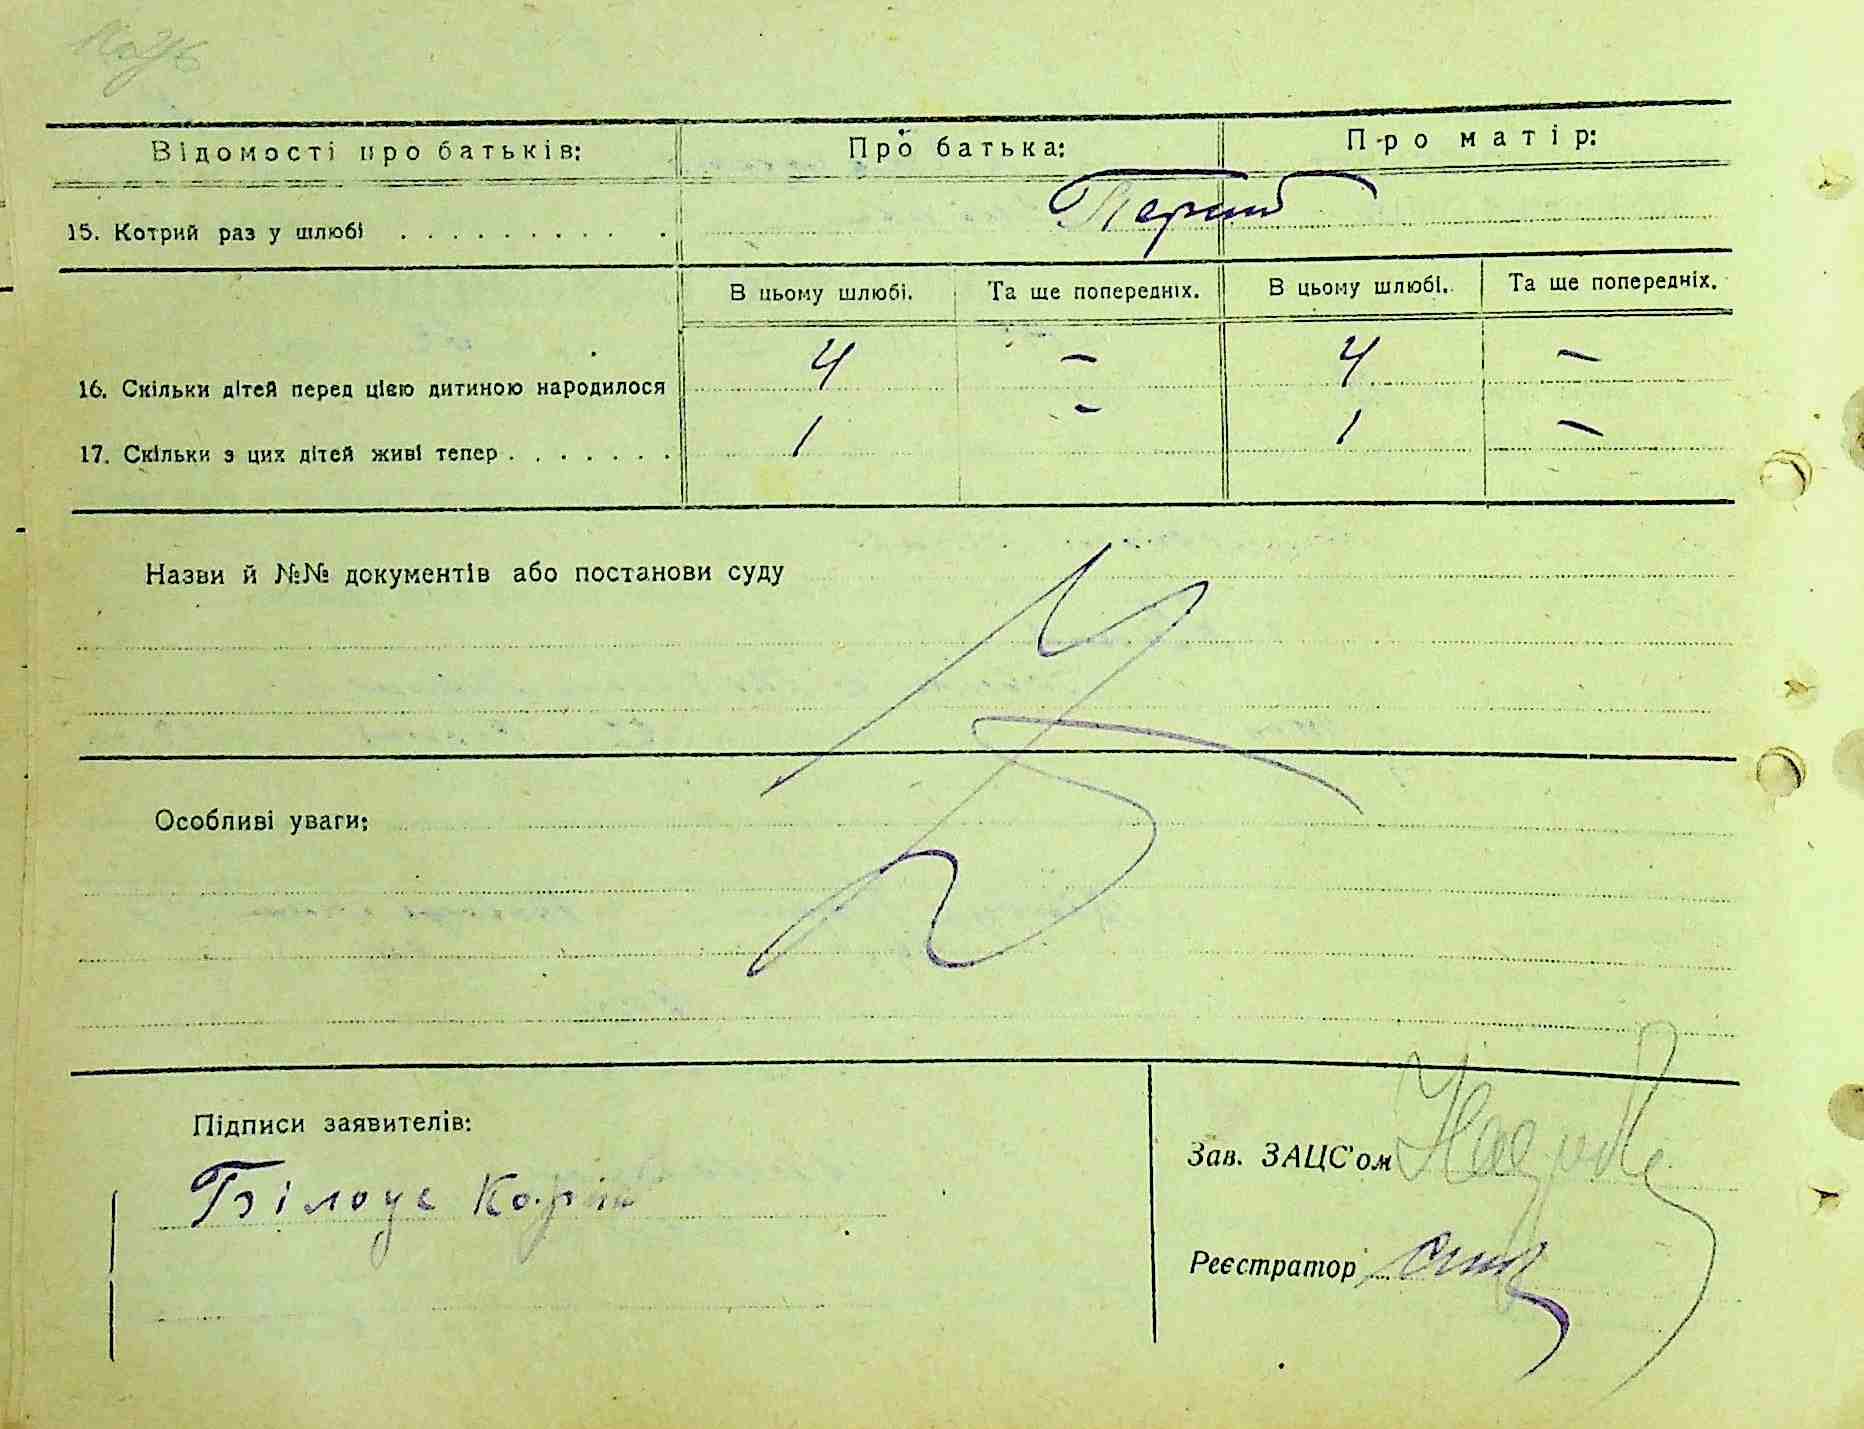 Відомості про батьків: Про батька: Про матір:
15. Котрий раз у шлюбі . . . . . . . . . . Перший
В цьому шлюбі. Та ще попередніх. В цьому шлюбі. Та ще попередніх.
16. Скільки дітей перед цією дитиною народилося 4 – 4 –
17. Скільки з цих дітей живі тепер . . . . . . . 1 – 1 –
Назви й №№ документів або постанови суду
Особливі уваги:
Підписи заявителів:
Зав. ЗАЦС'ом
Білоус
Реєстратор